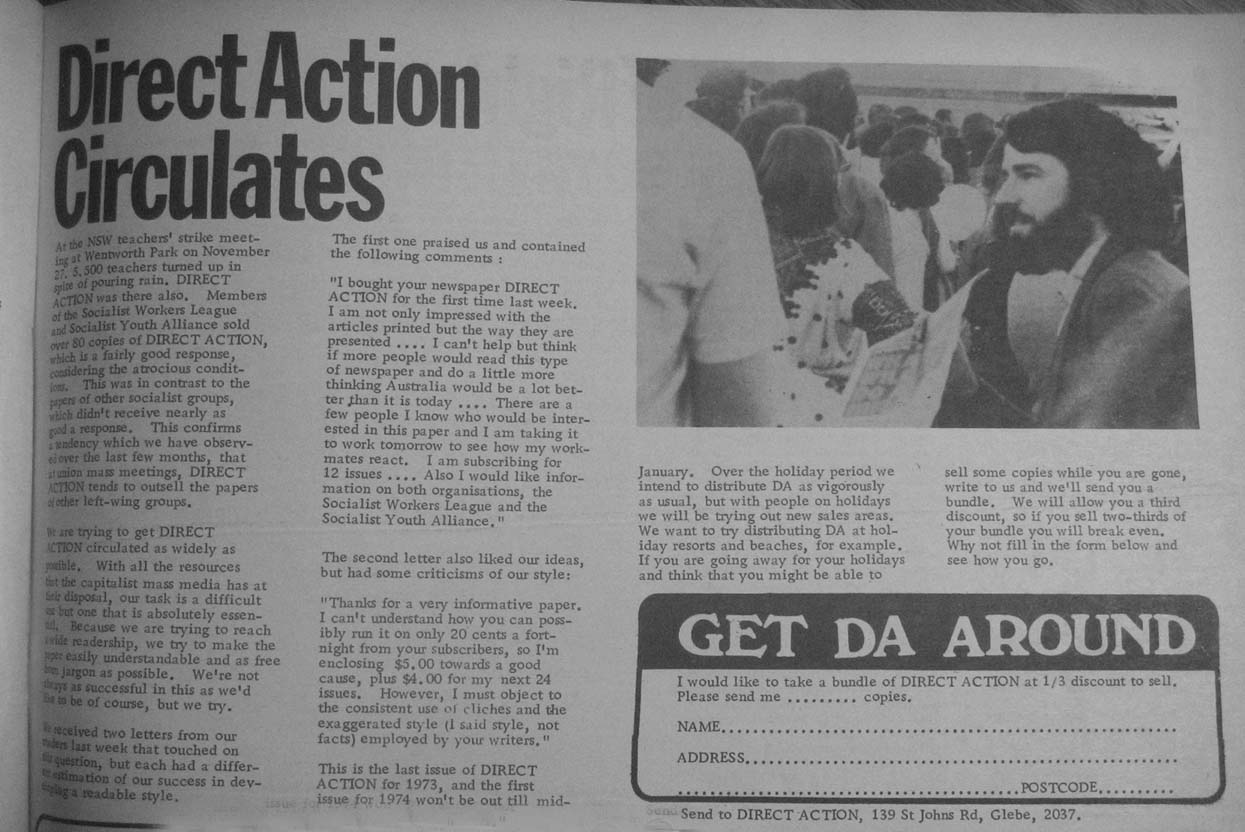 Direct Action
Circulates
At the NSW teachers' strike meet-
ing at Wentworth Park on November
27, 5,500 teachers turned up in
spite of pouring rain. DIRECT
ACTION was there also. Members
of the Socialist Workers League
and Socialist Youth Alliance sold
over 80 copies of DIRECT ACTION,
which is a fairly good response,
considering the atrocious condit-
ions. This was in contrast to the
papers of other socialist groups,
which didn't receive nearly as
good a response. This confirms
a tendency which we have observ-
ed over the last few months, that
at union mass meetings, DIRECT
ACTION tends to outsell the papers
of other left-wing groups.
We are trying to get DIRECT
ACTION circulated as widely as
possible. With all the resources
that the capitalist mass media has at
their disposal, our task is a difficult
one but one that is absolutely essen-
tial. Because we are trying to reach
a wide readership, we try to make the
paper easily understandable and as free
from jargon as possible. We're not
always as successful in this as we'd
like to be of course, but we try.
We received two letters from our
readers last week that touched on
this question, but each had a differ-
ent estimation of our success in dev-
eloping a readable style.
The first one praised us and contained
the following comments :
"I bought your newspaper DIRECT
ACTION for the first time last week.
I am not only impressed with the
articles printed but the way they are
presented .... I can't help but think
if more people would read this type
of newspaper and do a little more
thinking Australia would be a lot bet-
ter than it is today .... There are a
few people I know who would be inter-
ested in this paper and I am taking it
to work tomorrow to see how my work-
mates react. I am subscribing for
12 issues .... Also I would like infor-
mation on both organisations, the
Socialist Workers League and the
Socialist Youth Alliance."
The second letter also liked our ideas,
but had some criticisms of our style:
"Thanks for a very informative paper.
I can't understand how you can poss-
ibly run it on only 20 cents a fort-
night from your subscribers, so I'm
enclosing $5.00 towards a good
cause, plus $4.00 for my next 24
issues. However, I must object to
the consistent use of cliches and the
exaggerated style (I said style, not
facts) employed by your writers."
This is the last issue of DIRECT
ACTION for 1973, and the first
issue for 1974 won't be out till mid-
January. Over the holiday period we
intend to distribute DA as vigorously
as usual, but with people on holidays
we will be trying out new sales areas.
We want to try distributing DA at hol-
iday resorts and beaches, for example.
If you are going away for your holidays
and think that you might be able to
sell some copies while you are gone,
write to us and we'll send you a
bundle. We will allow you a third
discount, so if you sell two-thirds of
your bundle you will break even.
Why not fill in the form below and
see how you go.
GET DA AROUND
I would like to take a bundle of DIRECT ACTION at 1/3 discount to sell.
Please send me ......... copies.
NAME............................................................
ADDRESS.........................................................
.............................................POSTCODE..........
Send to DIRECT ACTION, 139 St Johns Rd, Glebe, 2037.